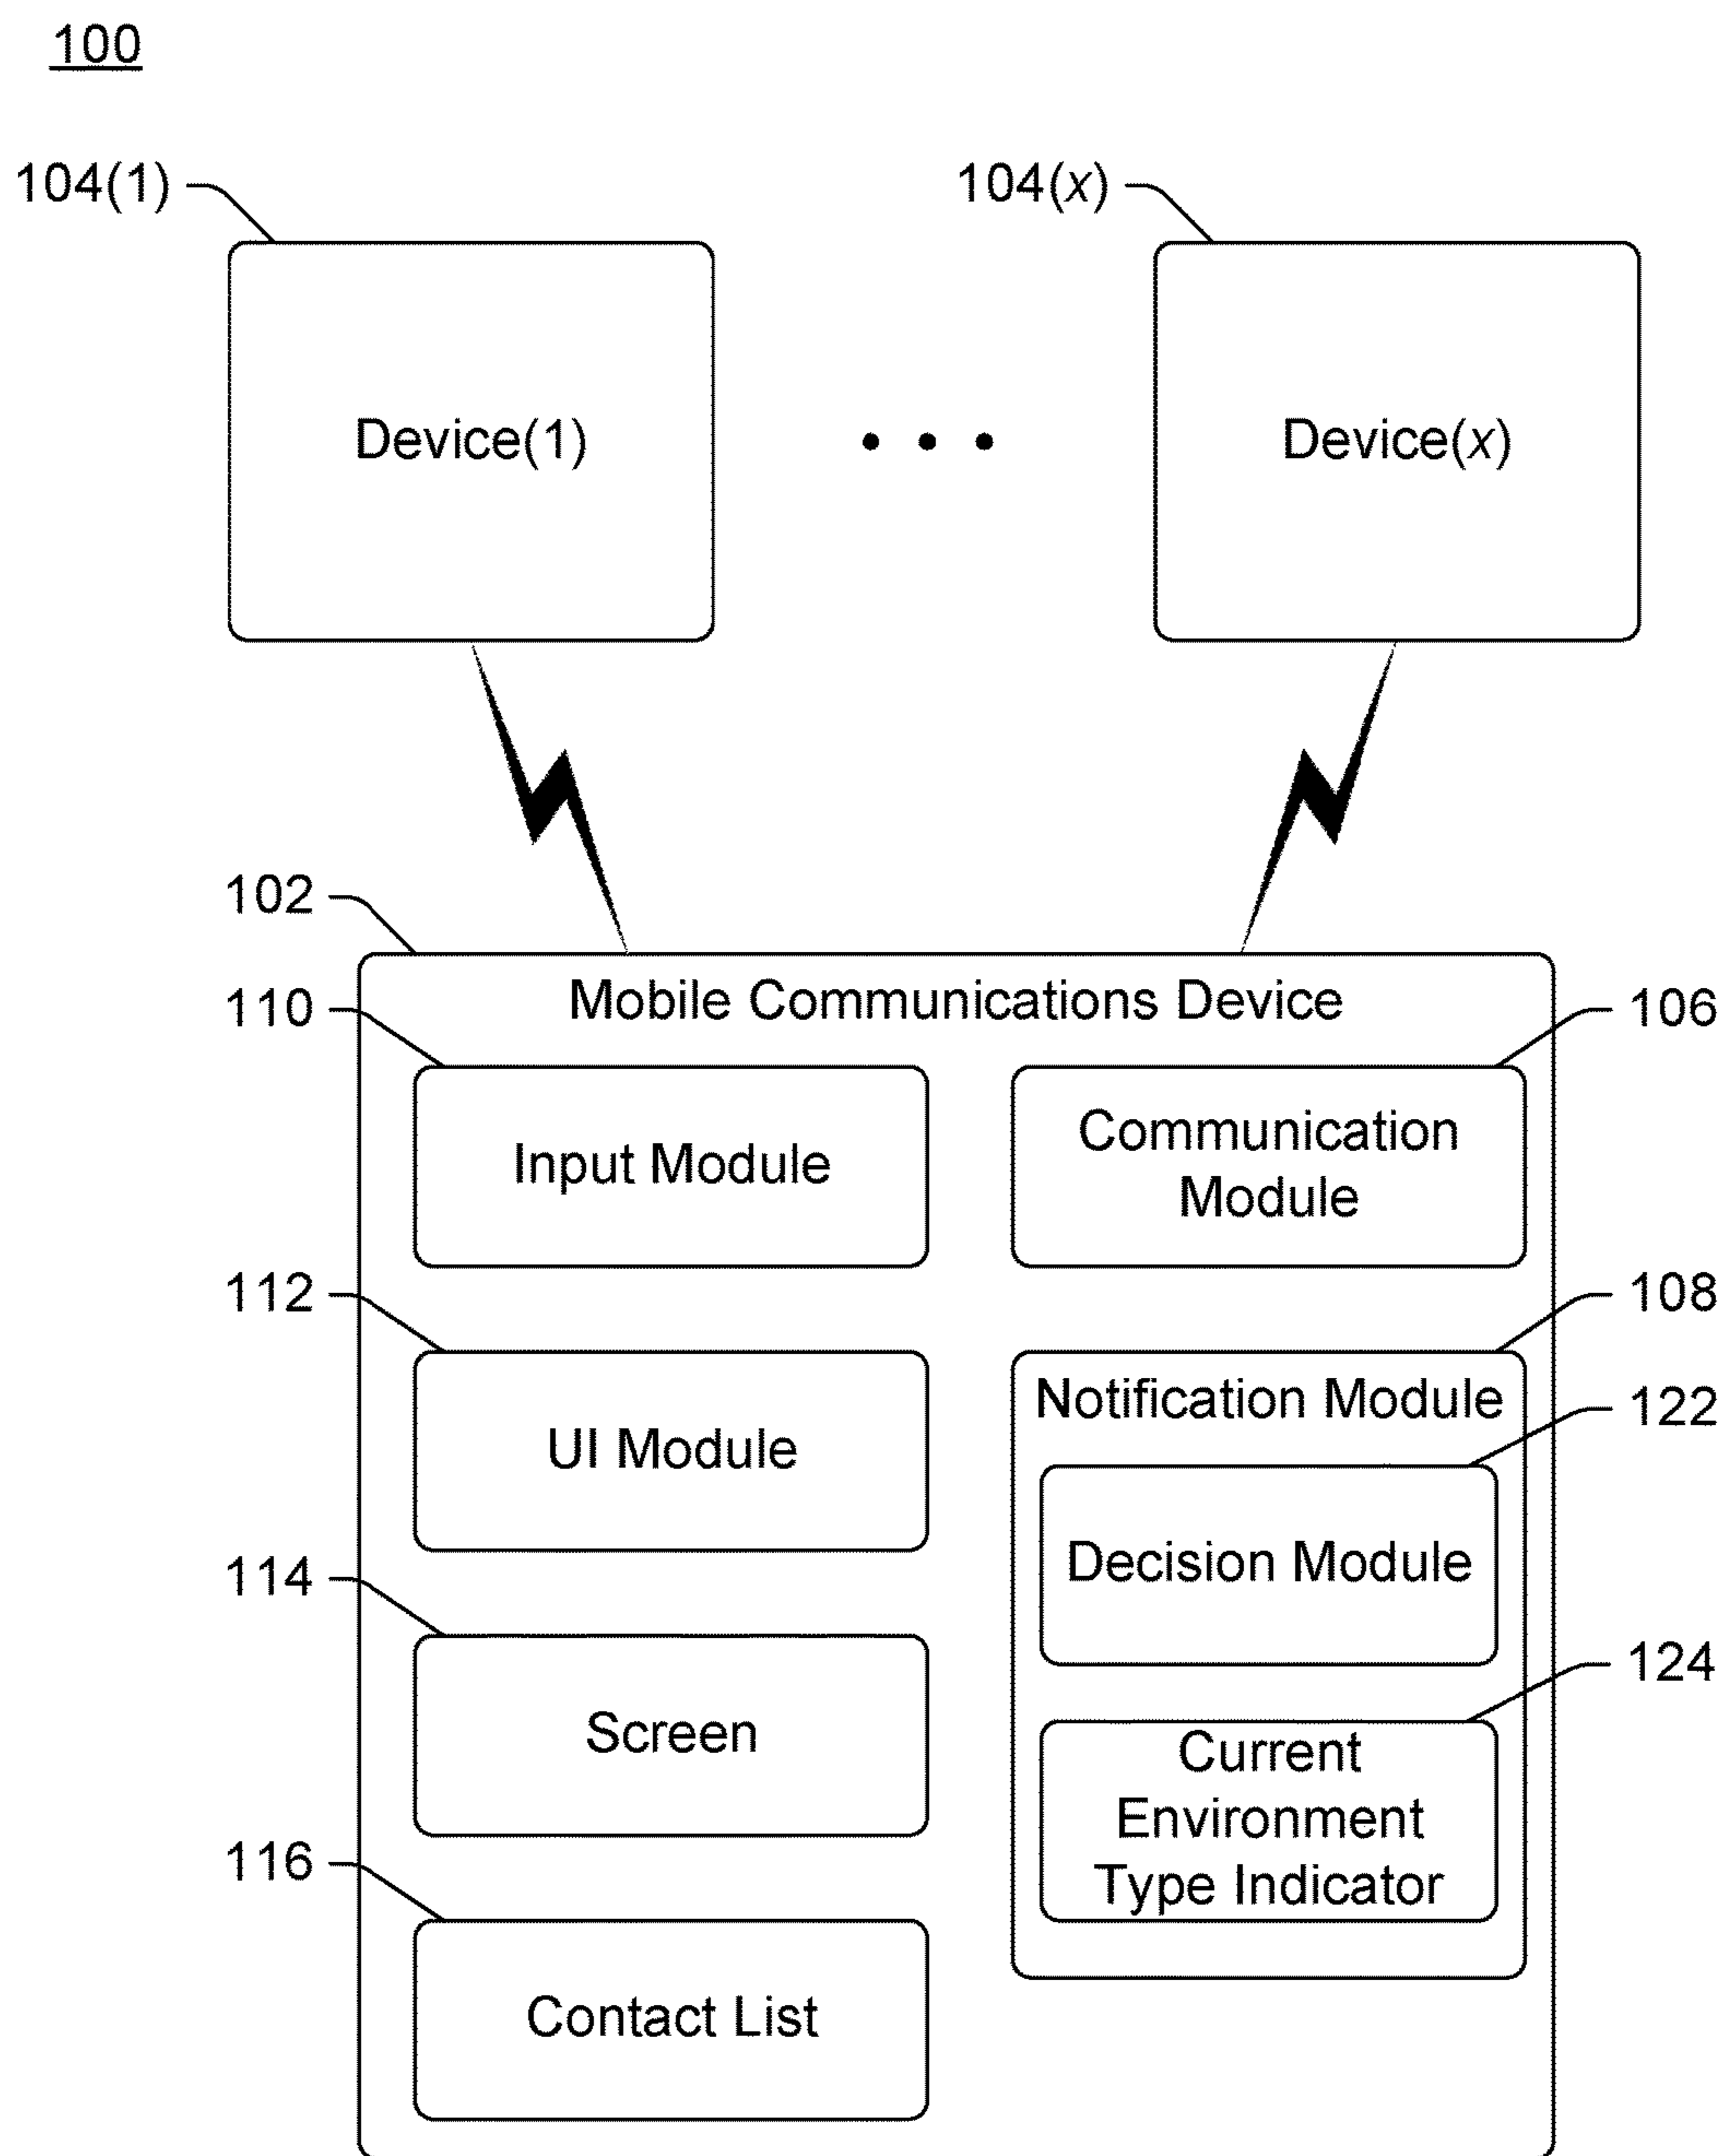 100
104(1)
104(x)
Device(1)
• • •
Device(x)
102
Mobile Communications Device
110
106
Input Module
Communication
Module
112
108
UI Module
Notification Module
122
Decision Module
114
Screen
124
Current
Environment
Type Indicator
116
Contact List